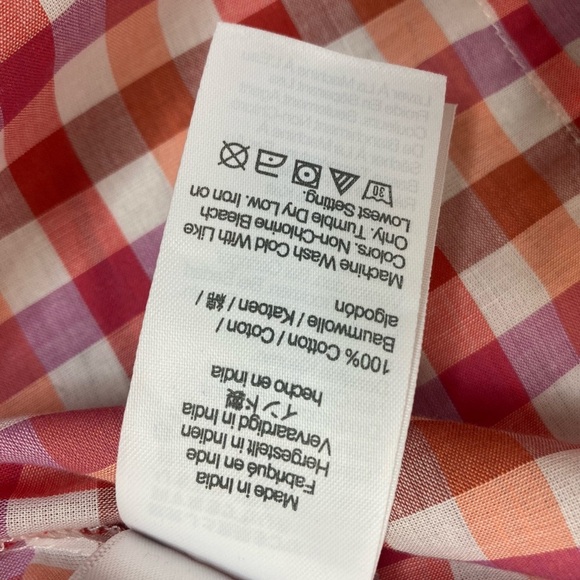 Made in India
Fabriqué en Inde
Hergestellt in Indien
Vervaardigd in India
インド製
hecho en india
100% Cotton / Coton /
Baumwolle / Katoen / 綿 /
algodón
Machine Wash Cold With Like
Colors. Non-Chlorine Bleach
Only. Tumble Dry Low. Iron on
Lowest Setting.
30